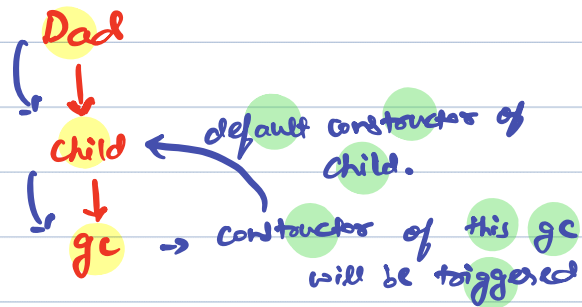 Dad
default constructor of
child
child.
gc → constructor of this gc
will be triggered